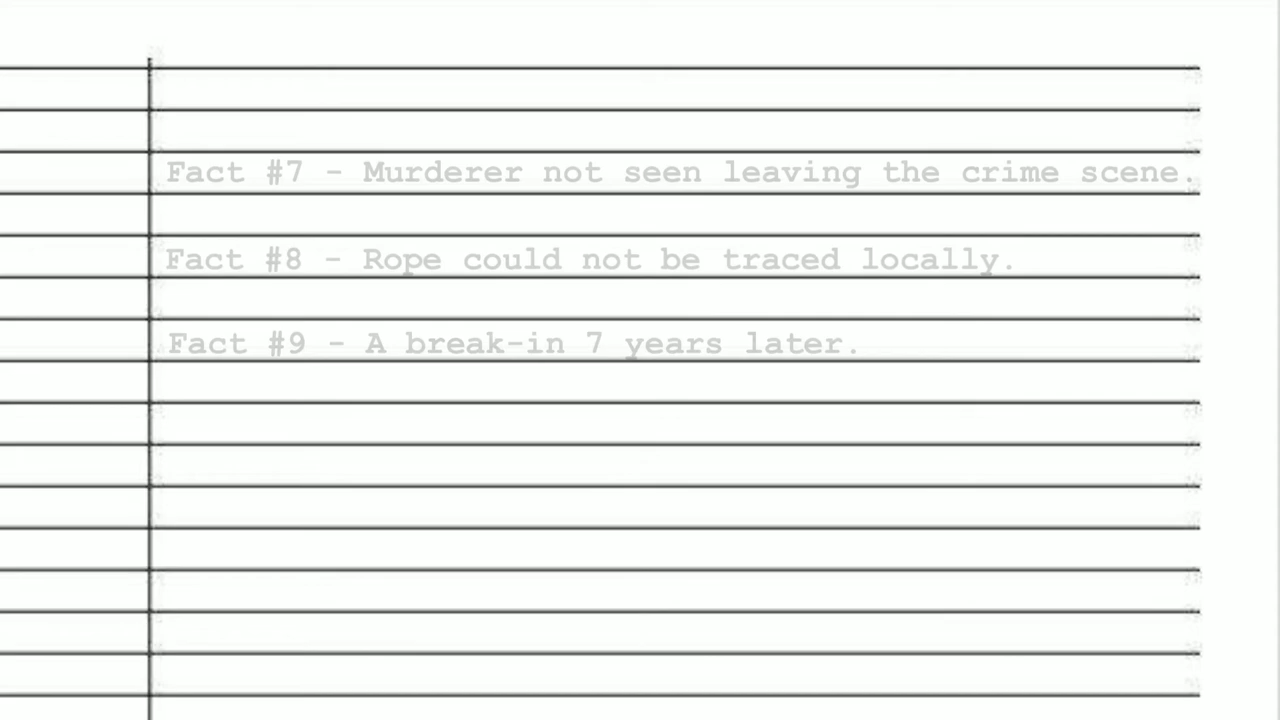 Fact #7 - Murderer not seen leaving the crime scene.
Fact #8 - Rope could not be traced locally.
Fact #9 - A break-in 7 years later.